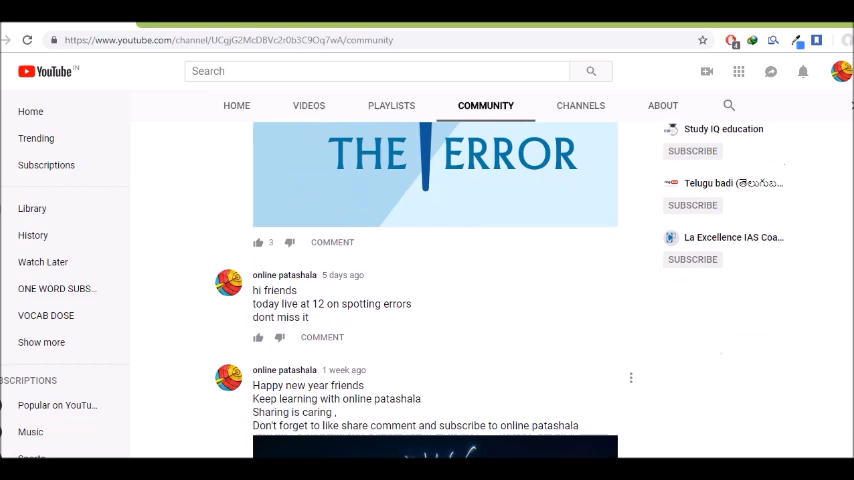 https://www.youtube.com/channel/UCgjG2McDBVc2r0b3C9Oq7wA/community
4
YouTube IN
Search
HOME
VIDEOS
PLAYLISTS
COMMUNITY
CHANNELS
ABOUT
Home
Trending
Subscriptions
Library
History
Watch Later
ONE WORD SUBS...
VOCAB DOSE
Show more
BSCRIPTIONS
Popular on YouTu...
Music
THE ERROR
3
COMMENT
online patashala 5 days ago
hi friends
today live at 12 on spotting errors
dont miss it
COMMENT
online patashala 1 week ago
Happy new year friends
Keep learning with online patashala
Sharing is caring ,
Don't forget to like share comment and subscribe to online patashala
Study IQ education
SUBSCRIBE
Telugu badi (తెలుగుబ...
SUBSCRIBE
La Excellence IAS Coa...
SUBSCRIBE